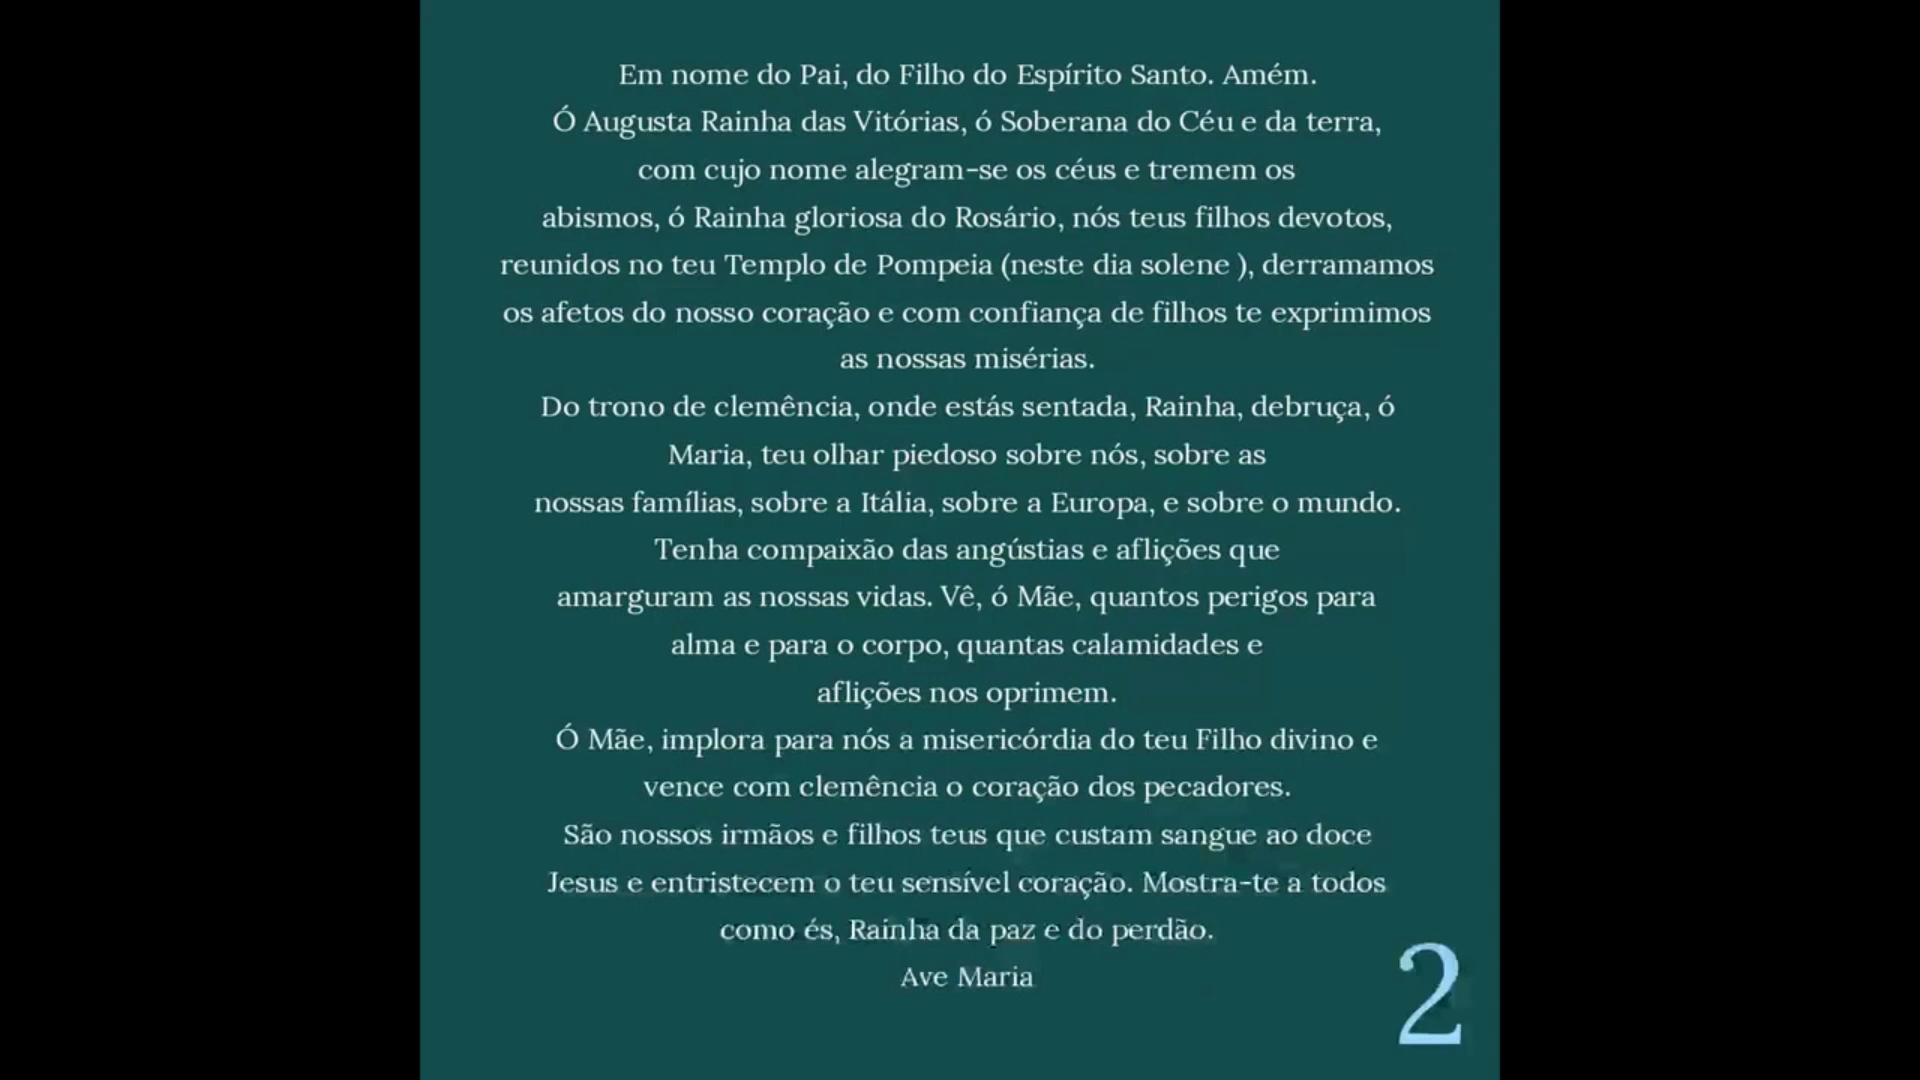 Em nome do Pai, do Filho do Espírito Santo. Amém.
Ó Augusta Rainha das Vitórias, ó Soberana do Céu e da terra,
com cujo nome alegram-se os céus e tremem os
abismos, ó Rainha gloriosa do Rosário, nós teus filhos devotos,
reunidos no teu Templo de Pompeia (neste dia solene ), derramamos
os afetos do nosso coração e com confiança de filhos te exprimimos
as nossas misérias.
Do trono de clemência, onde estás sentada, Rainha, debruça, ó
Maria, teu olhar piedoso sobre nós, sobre as
nossas famílias, sobre a Itália, sobre a Europa, e sobre o mundo.
Tenha compaixão das angústias e aflições que
amarguram as nossas vidas. Vê, ó Mãe, quantos perigos para
alma e para o corpo, quantas calamidades e
aflições nos oprimem.
Ó Mãe, implora para nós a misericórdia do teu Filho divino e
vence com clemência o coração dos pecadores.
São nossos irmãos e filhos teus que custam sangue ao doce
Jesus e entristecem o teu sensível coração. Mostra-te a todos
como és, Rainha da paz e do perdão.
Ave Maria
2